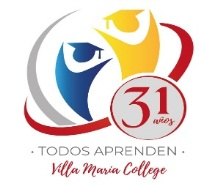 31
años
· TODOS APRENDEN ·
Villa María College